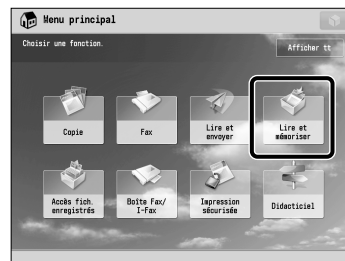 Menu principal
Choisir une fonction.
Afficher tt
Copie
Fax
Lire et
envoyer
Lire et
mémoriser
Accès fich.
enregistrés
Boîte Fax/
I-Fax
Impression
sécurisée
Didacticiel